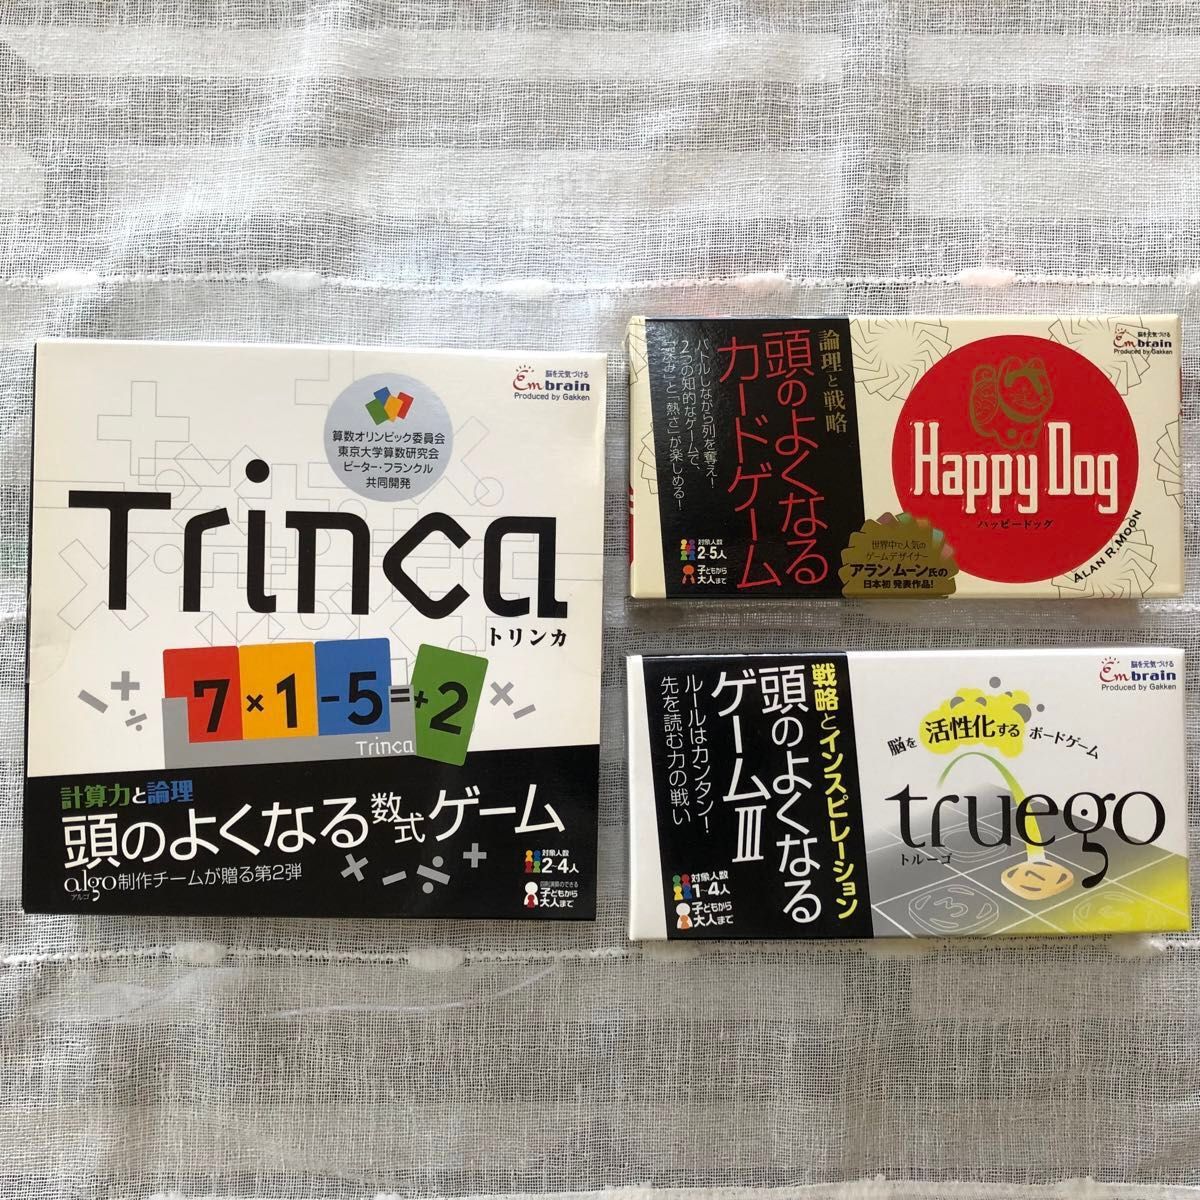 脳を元気づける
Em brain
Produced by Gakken
算数オリンピック委員会
東京大学算数研究会
ピーター・フランクル
共同開発
Trinca
トリンカ
7×1-5=+2
Trinca
計算力と論理
頭のよくなる数式ゲーム
algo制作チームが贈る第2弾
アルゴ
対象人数
2~4人
四則演算のできる
子どもから
大人まで
論理と戦略
頭のよくなる
カードゲーム
バトルしながら列を奪え!
2つの知的なゲームで、
「深み」と「熱さ」が楽しめる!
対象人数
2-5人
子どもから
大人まで
脳を元気づける
Em brain
Produced by Gakken
Happy Dog
ハッピードッグ
ALAN R. MOON
世界中で人気の
ゲームデザイナー
アラン・ムーン氏の
日本初 発表作品!
戦略とインスピレーション
頭のよくなる
ゲームIII
ルールはカンタン!
先を読む力の戦い
対象人数
1~4人
子どもから
大人まで
脳を元気づける
Em brain
Produced by Gakken
脳を活性化するボードゲーム
truego
トルーゴ